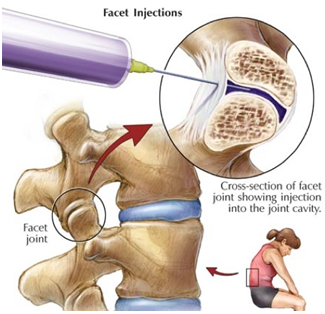 Facet Injections
Cross-section of facet
joint showing injection
into the joint cavity.
Facet
joint